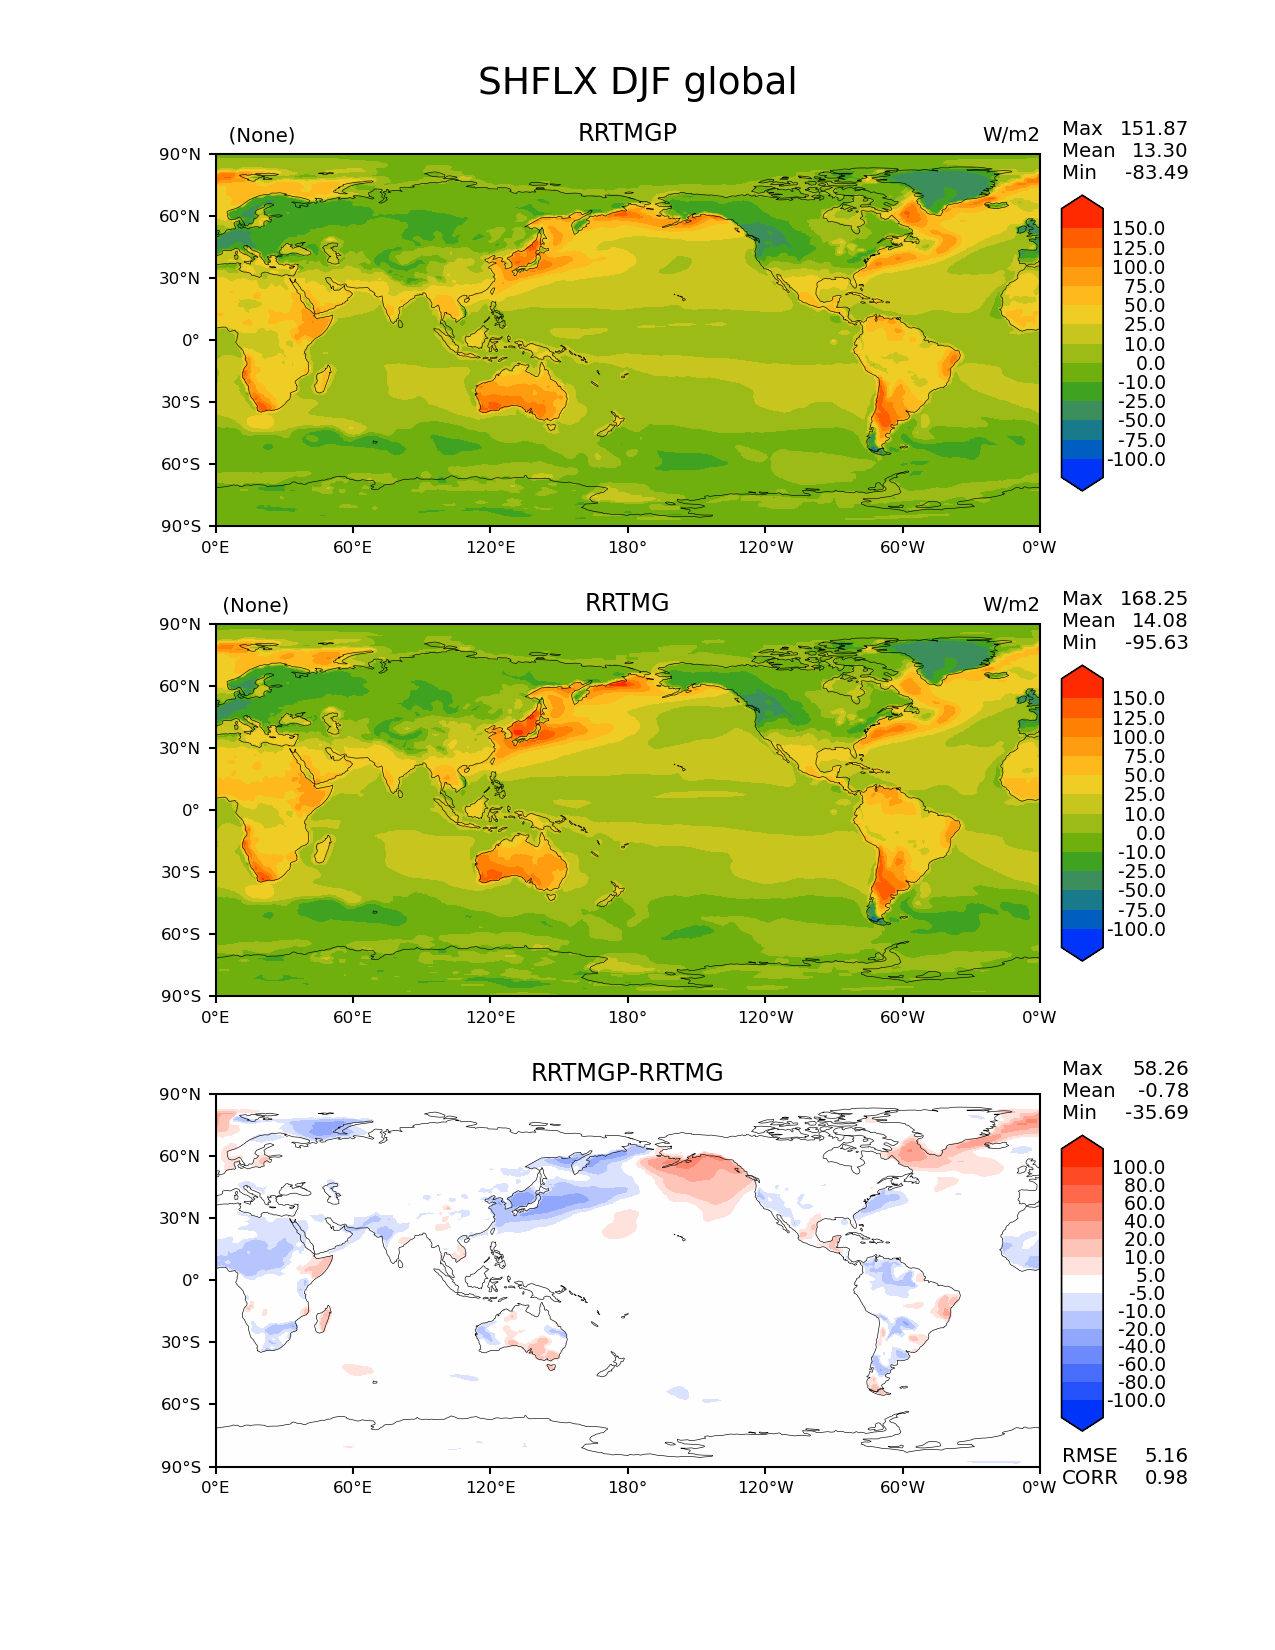 SHFLX DJF global
(None) RRTMGP W/m2
Max 151.87
Mean 13.30
Min -83.49
90°N
60°N
30°N
0°
30°S
60°S
90°S
0°E 60°E 120°E 180° 120°W 60°W 0°W
150.0
125.0
100.0
75.0
50.0
25.0
10.0
0.0
-10.0
-25.0
-50.0
-75.0
-100.0
(None) RRTMG W/m2
Max 168.25
Mean 14.08
Min -95.63
90°N
60°N
30°N
0°
30°S
60°S
90°S
0°E 60°E 120°E 180° 120°W 60°W 0°W
150.0
125.0
100.0
75.0
50.0
25.0
10.0
0.0
-10.0
-25.0
-50.0
-75.0
-100.0
RRTMGP-RRTMG
Max 58.26
Mean -0.78
Min -35.69
90°N
60°N
30°N
0°
30°S
60°S
90°S
0°E 60°E 120°E 180° 120°W 60°W 0°W
100.0
80.0
60.0
40.0
20.0
10.0
5.0
-5.0
-10.0
-20.0
-40.0
-60.0
-80.0
-100.0
RMSE 5.16
CORR 0.98